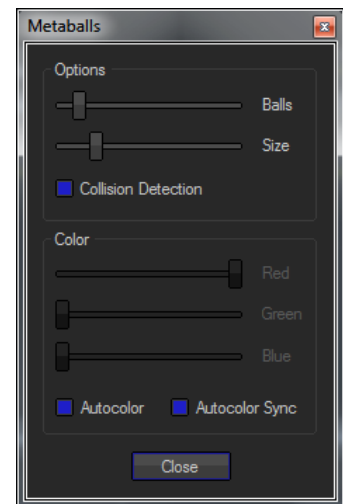 Metaballs
Options
Balls
Size
Collision Detection
Color
Red
Green
Blue
Autocolor Autocolor Sync
Close